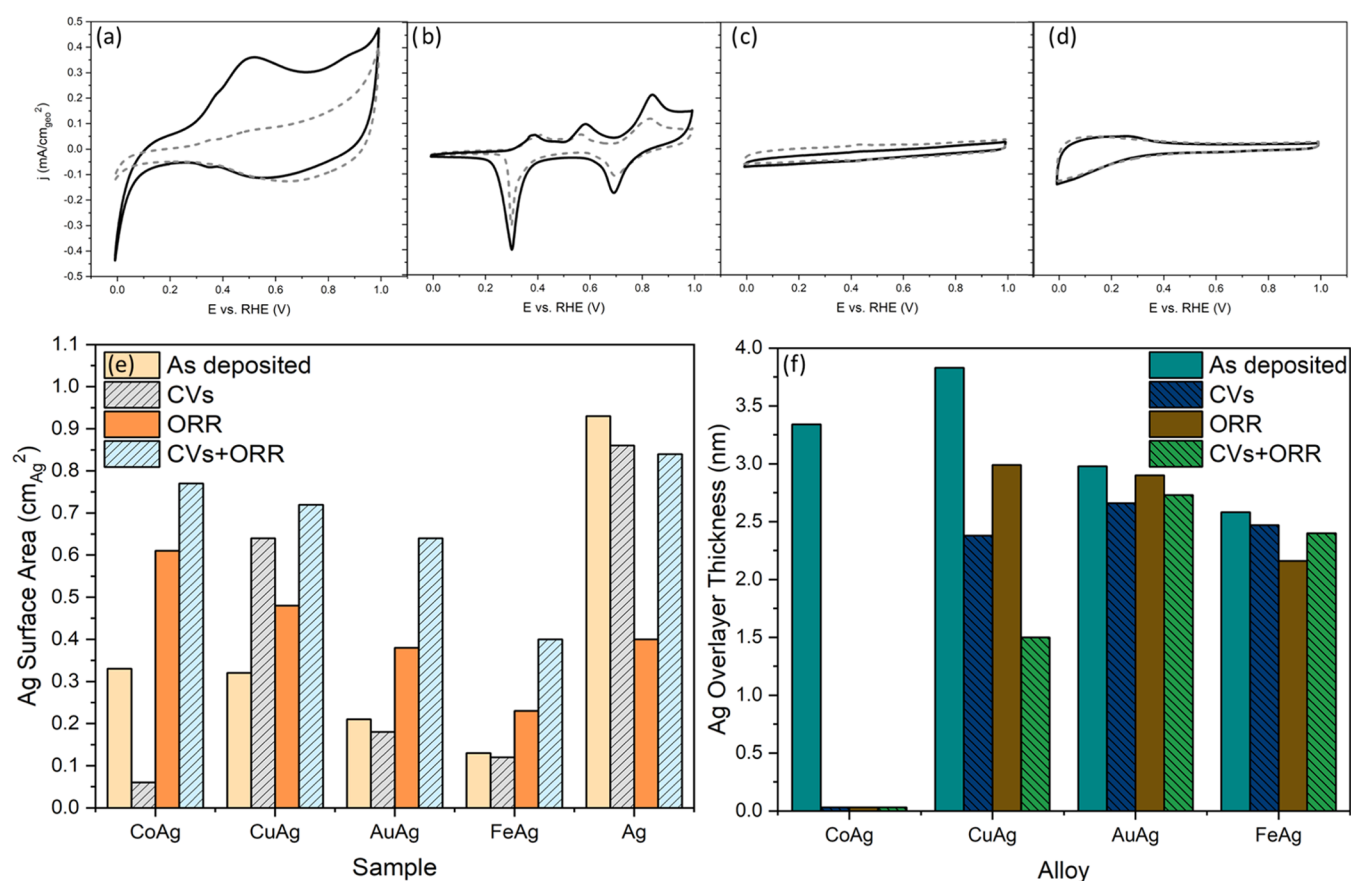 (a)
(b)
(c)
(d)
j (mA/cm_geo^2)
0.5
0.4
0.3
0.2
0.1
0.0
-0.1
-0.2
-0.3
-0.4
-0.5
0.0 0.2 0.4 0.6 0.8 1.0
0.0 0.2 0.4 0.6 0.8 1.0
0.0 0.2 0.4 0.6 0.8 1.0
0.0 0.2 0.4 0.6 0.8 1.0
E vs. RHE (V)
E vs. RHE (V)
E vs. RHE (V)
E vs. RHE (V)
(e)
As deposited
CVs
ORR
CVs+ORR
Ag Surface Area (cm_Ag^2)
1.1
1.0
0.9
0.8
0.7
0.6
0.5
0.4
0.3
0.2
0.1
0.0
CoAg CuAg AuAg FeAg Ag
Sample
(f)
As deposited
CVs
ORR
CVs+ORR
Ag Overlayer Thickness (nm)
4.0
3.5
3.0
2.5
2.0
1.5
1.0
0.5
0.0
CoAg CuAg AuAg FeAg
Alloy